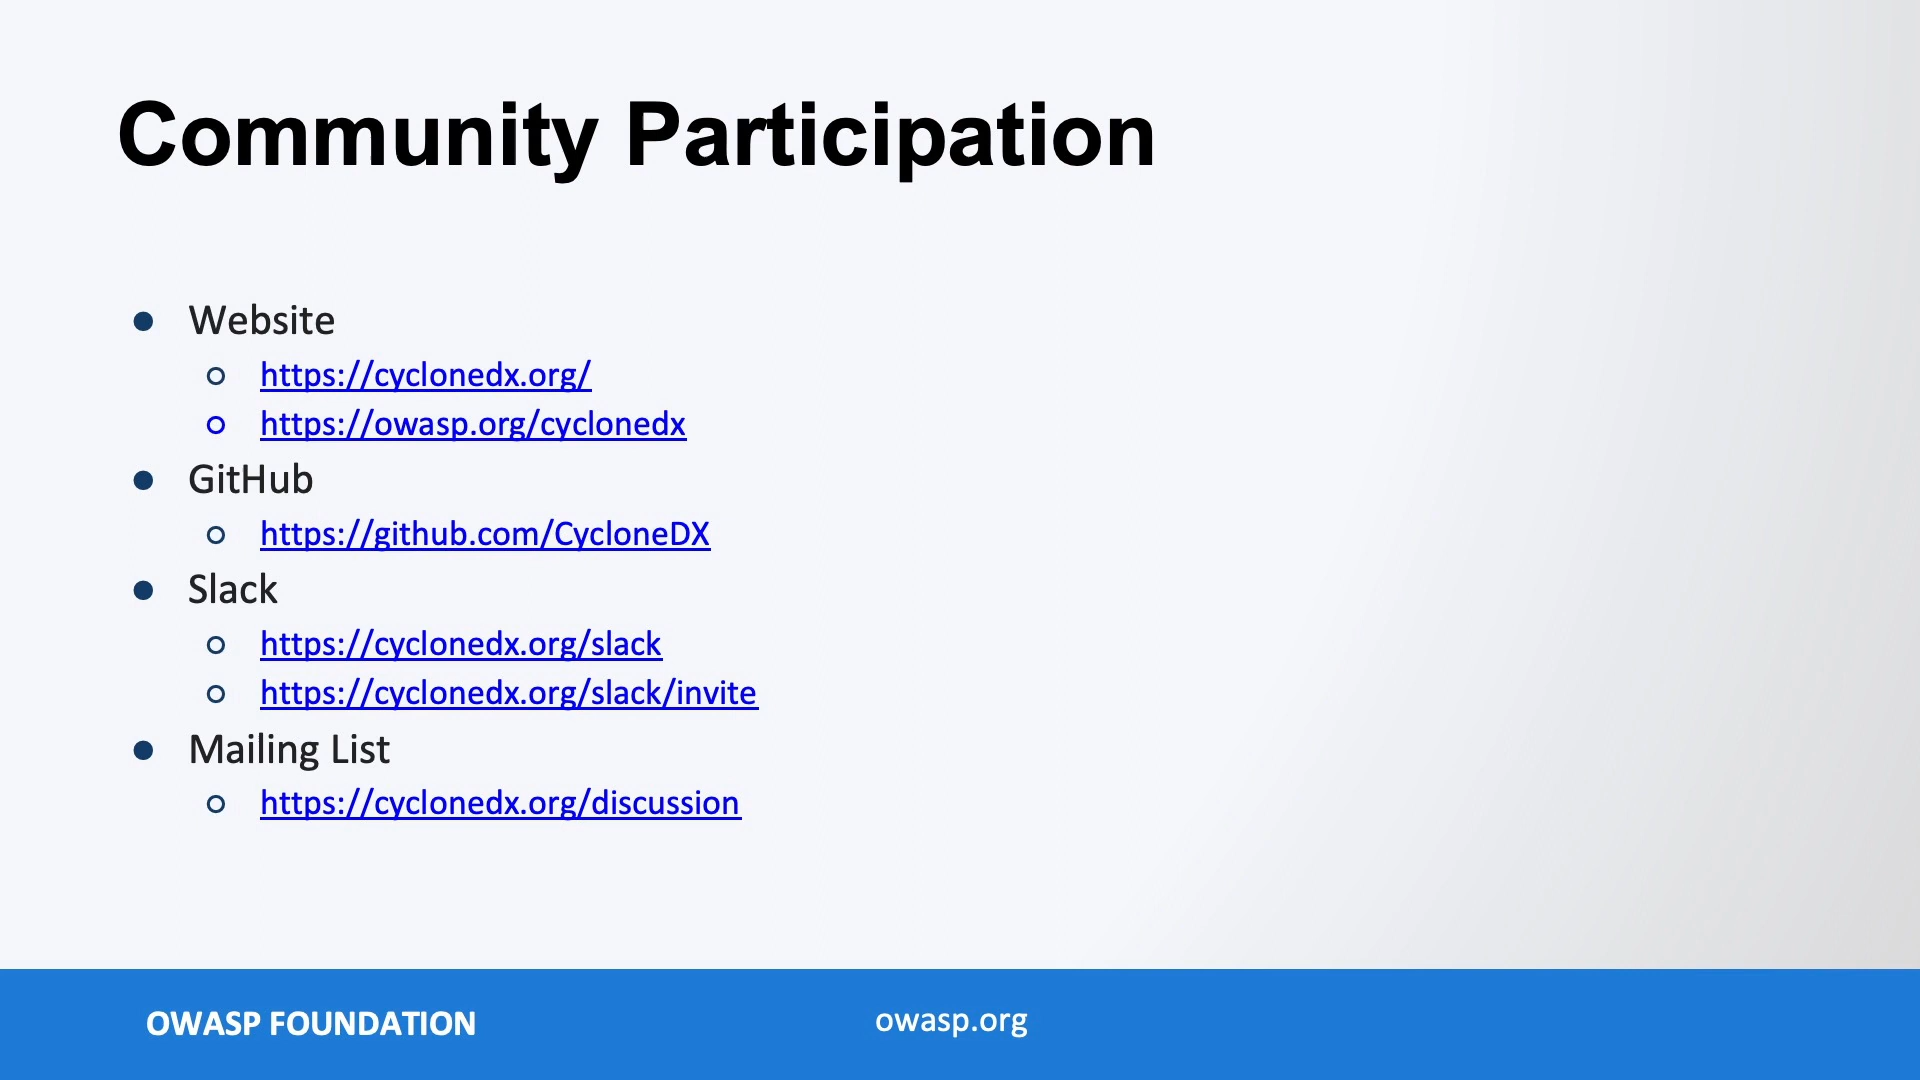 Community Participation
Website
https://cyclonedx.org/
https://owasp.org/cyclonedx
GitHub
https://github.com/CycloneDX
Slack
https://cyclonedx.org/slack
https://cyclonedx.org/slack/invite
Mailing List
https://cyclonedx.org/discussion
OWASP FOUNDATION
owasp.org